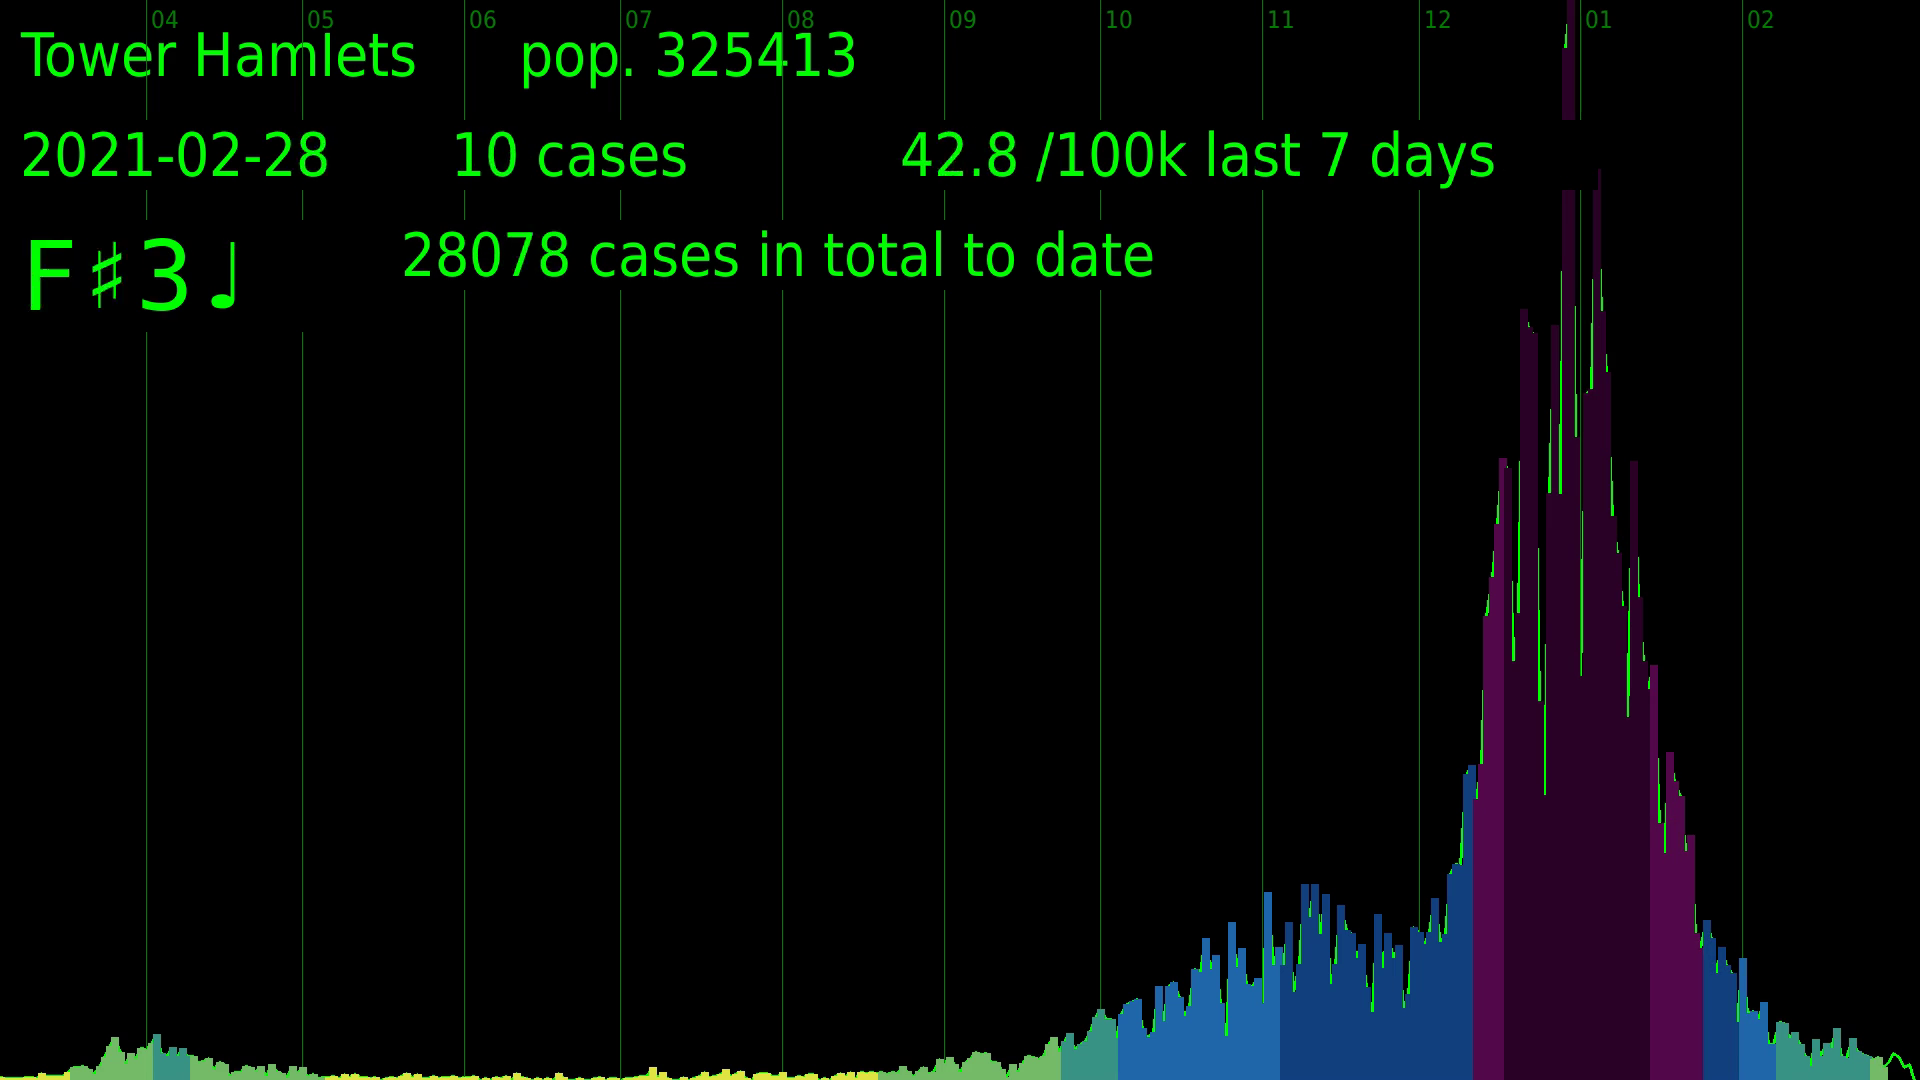 04 05 06 07 08 09 10 11 12 01 02
Tower Hamlets pop. 325413
2021-02-28 10 cases 42.8 /100k last 7 days
F♯3♩ 28078 cases in total to date